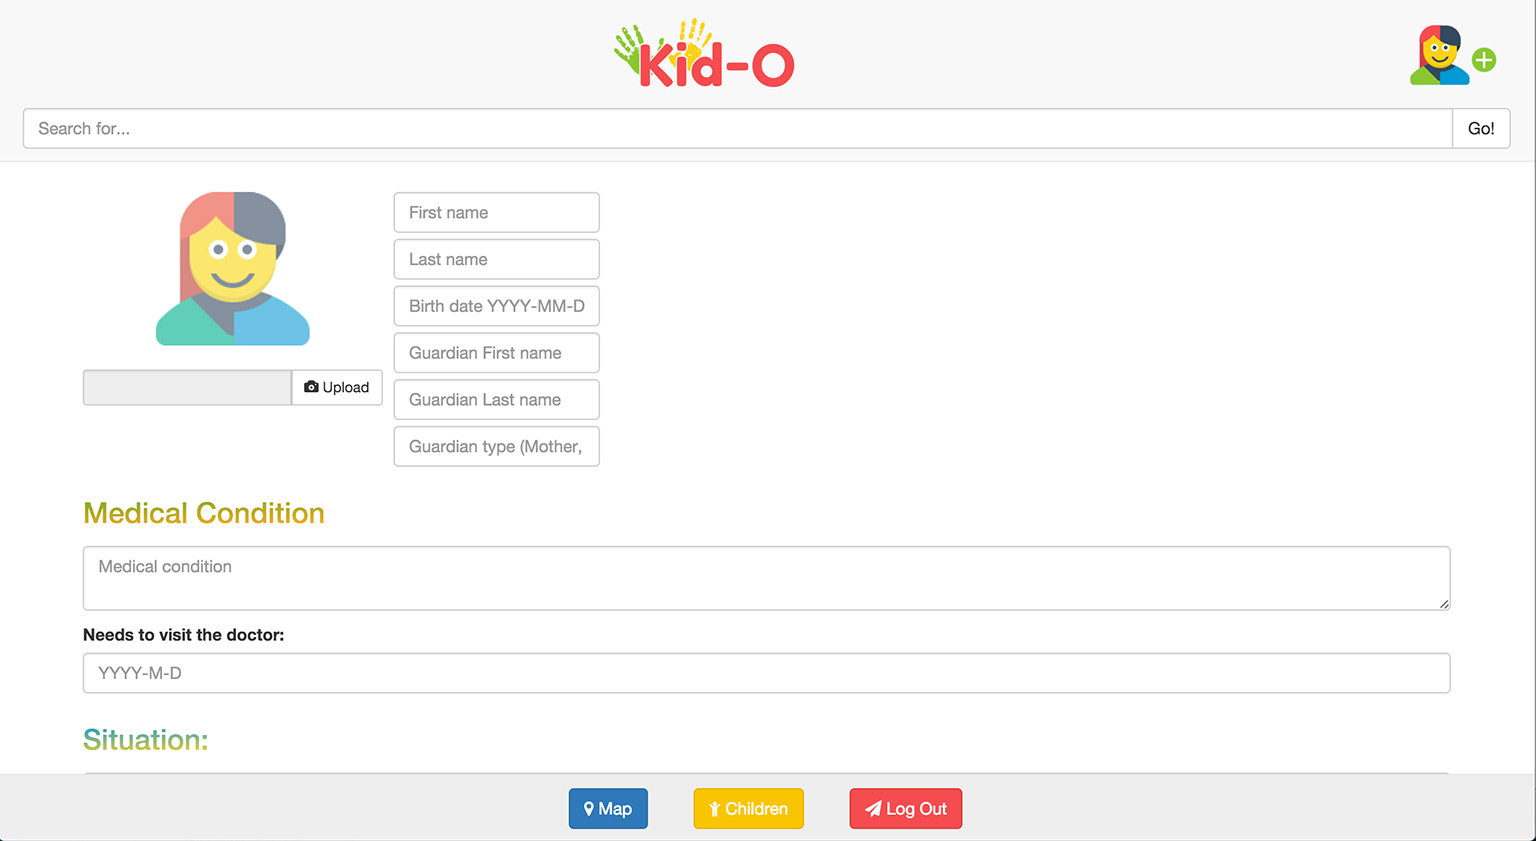 Kid-O
Search for...
Go!
First name
Last name
Birth date YYYY-MM-D
Guardian First name
Guardian Last name
Guardian type (Mother,
Upload
Medical Condition
Medical condition
Needs to visit the doctor:
YYYY-M-D
Situation:
Map
Children
Log Out